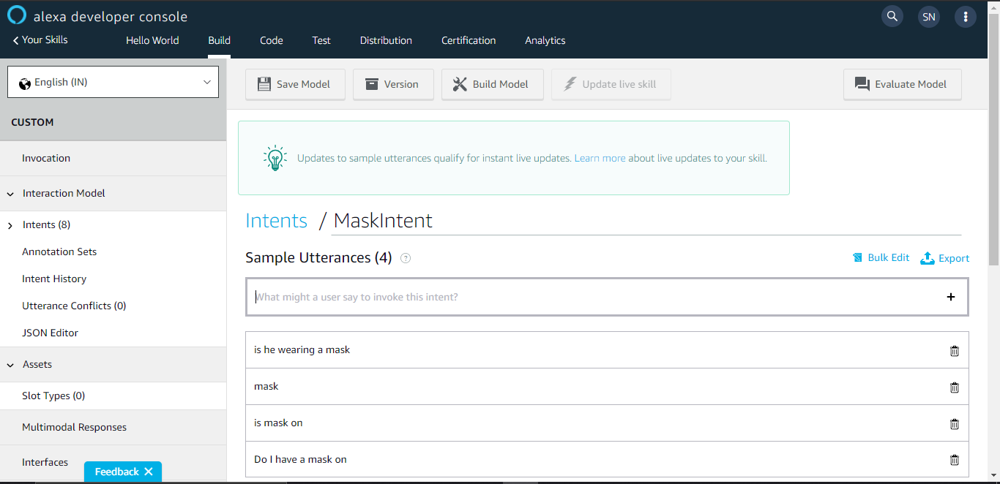 alexa developer console
SN
Your Skills
Hello World
Build
Code
Test
Distribution
Certification
Analytics
English (IN)
Save Model
Version
Build Model
Update live skill
Evaluate Model
CUSTOM
Invocation
Interaction Model
Intents (8)
Annotation Sets
Intent History
Utterance Conflicts (0)
JSON Editor
Assets
Slot Types (0)
Multimodal Responses
Interfaces
Feedback X
Updates to sample utterances qualify for instant live updates. Learn more about live updates to your skill.
Intents / MaskIntent
Sample Utterances (4) ?
Bulk Edit
Export
What might a user say to invoke this intent?
is he wearing a mask
mask
is mask on
Do I have a mask on